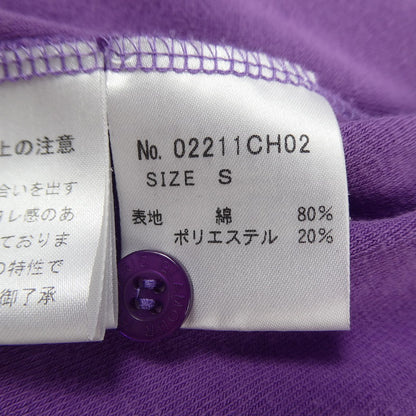 上の注意
合いを出す
レ感のあ
ておりま
の特性で
御了承
No. 02211CH02
SIZE S
表地 綿 80%
ポリエステル 20%